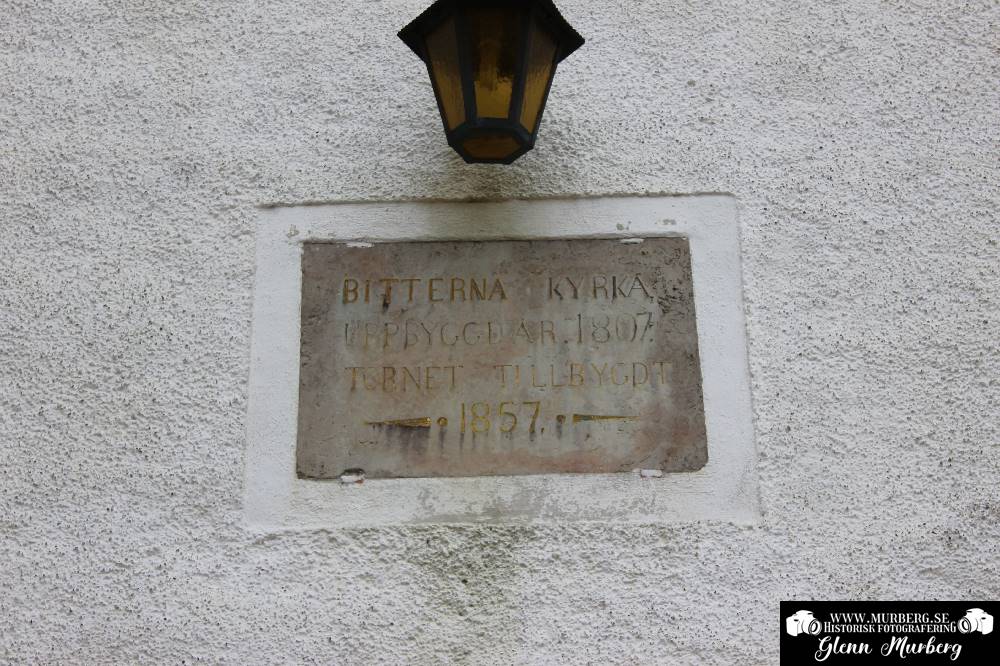 BITTERNA KYRKA
UPPBYGGD ÅR. 1807.
TORNET TILLBYGDT
1857.
WWW.MURBERG.SE
HISTORISK FOTOGRAFERING
Glenn Murberg